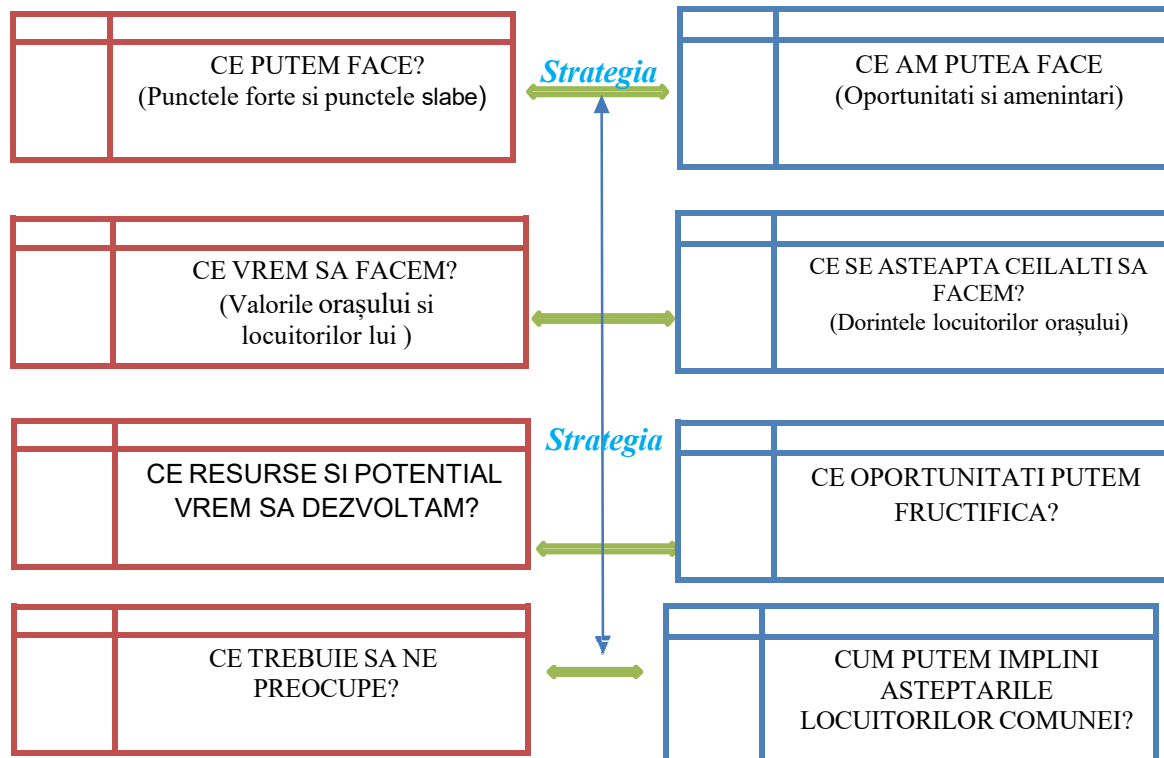 CE PUTEM FACE?
(Punctele forte si punctele slabe)
Strategia
CE AM PUTEA FACE
(Oportunitati si amenintari)
CE VREM SA FACEM?
(Valorile orașului si
locuitorilor lui )
CE SE ASTEAPTA CEILALTI SA
FACEM?
(Dorintele locuitorilor orașului)
CE RESURSE SI POTENTIAL
VREM SA DEZVOLTAM?
Strategia
CE OPORTUNITATI PUTEM
FRUCTIFICA?
CE TREBUIE SA NE
PREOCUPE?
CUM PUTEM IMPLINI
ASTEPTARILE
LOCUITORILOR COMUNEI?